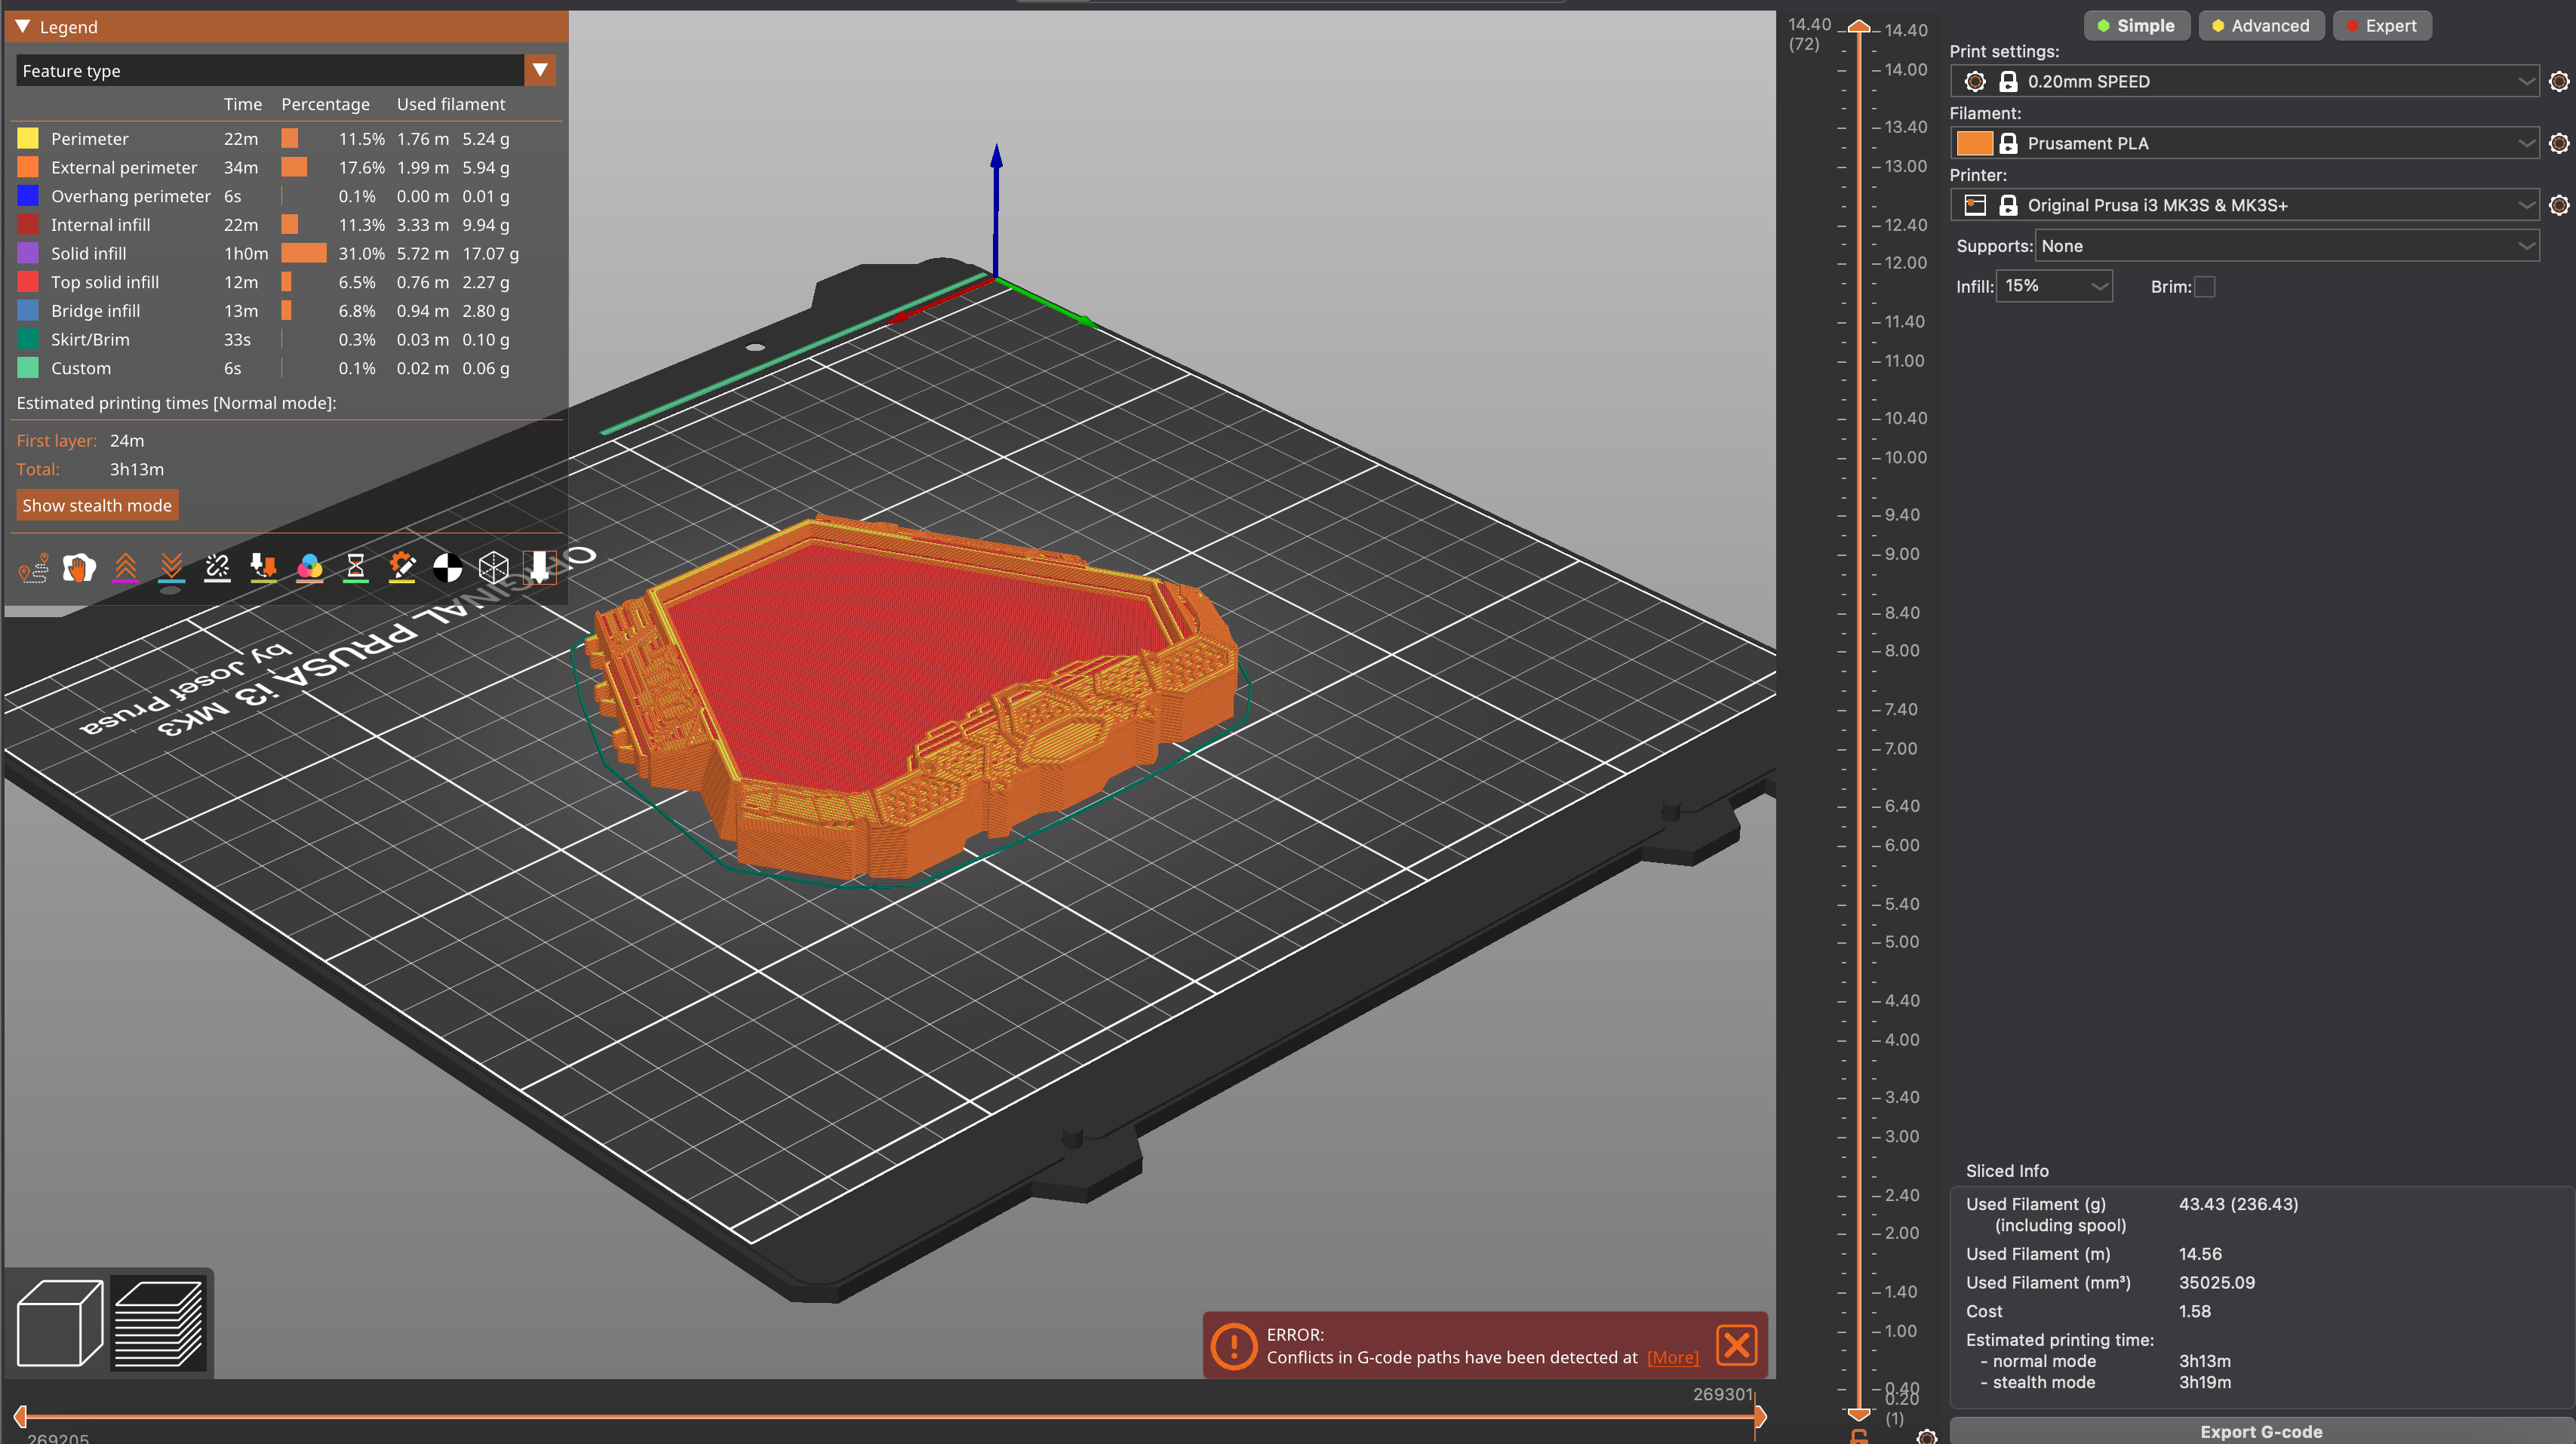 Legend
Feature type
Time Percentage Used filament
Perimeter 22m 11.5% 1.76 m 5.24 g
External perimeter 34m 17.6% 1.99 m 5.94 g
Overhang perimeter 6s 0.1% 0.00 m 0.01 g
Internal infill 22m 11.3% 3.33 m 9.94 g
Solid infill 1h0m 31.0% 5.72 m 17.07 g
Top solid infill 12m 6.5% 0.76 m 2.27 g
Bridge infill 13m 6.8% 0.94 m 2.80 g
Skirt/Brim 33s 0.3% 0.03 m 0.10 g
Custom 6s 0.1% 0.02 m 0.06 g
Estimated printing times [Normal mode]:
First layer: 24m
Total: 3h13m
Show stealth mode
ORIGINAL PRUSA i3 MK3
by Josef Prusa
ERROR:
Conflicts in G-code paths have been detected at [More]
269301
269205
14.40
(72)
14.40
14.00
13.40
13.00
12.40
12.00
11.40
11.00
10.40
10.00
9.40
9.00
8.40
8.00
7.40
7.00
6.40
6.00
5.40
5.00
4.40
4.00
3.40
3.00
2.40
2.00
1.40
1.00
0.40
0.20
(1)
Simple Advanced Expert
Print settings:
0.20mm SPEED
Filament:
Prusament PLA
Printer:
Original Prusa i3 MK3S & MK3S+
Supports: None
Infill: 15% Brim:
Sliced Info
Used Filament (g) 43.43 (236.43)
(including spool)
Used Filament (m) 14.56
Used Filament (mm³) 35025.09
Cost 1.58
Estimated printing time:
- normal mode 3h13m
- stealth mode 3h19m
Export G-code